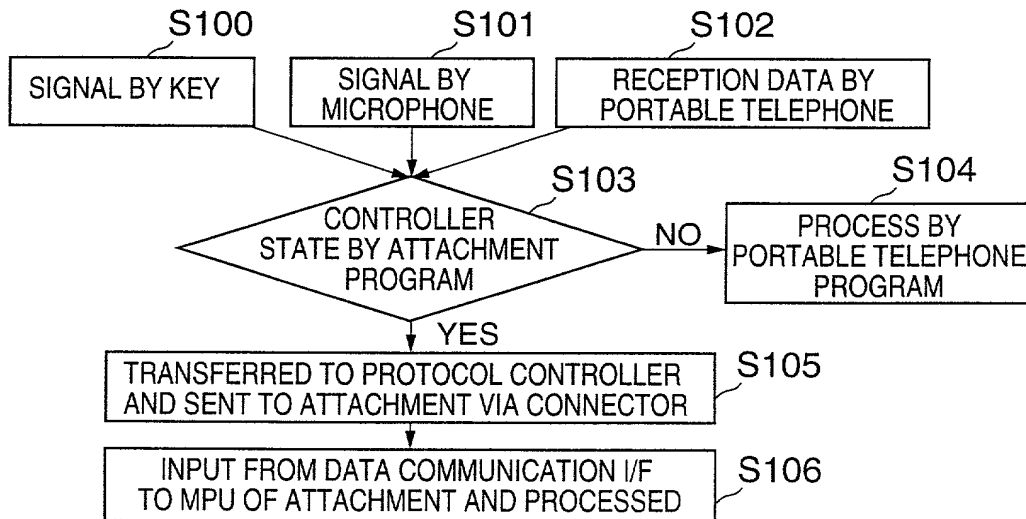 S100
SIGNAL BY KEY
S101
SIGNAL BY
MICROPHONE
S102
RECEPTION DATA BY
PORTABLE TELEPHONE
S103
CONTROLLER
STATE BY ATTACHMENT
PROGRAM
NO
S104
PROCESS BY
PORTABLE TELEPHONE
PROGRAM
YES
S105
TRANSFERRED TO PROTOCOL CONTROLLER
AND SENT TO ATTACHMENT VIA CONNECTOR
S106
INPUT FROM DATA COMMUNICATION I/F
TO MPU OF ATTACHMENT AND PROCESSED